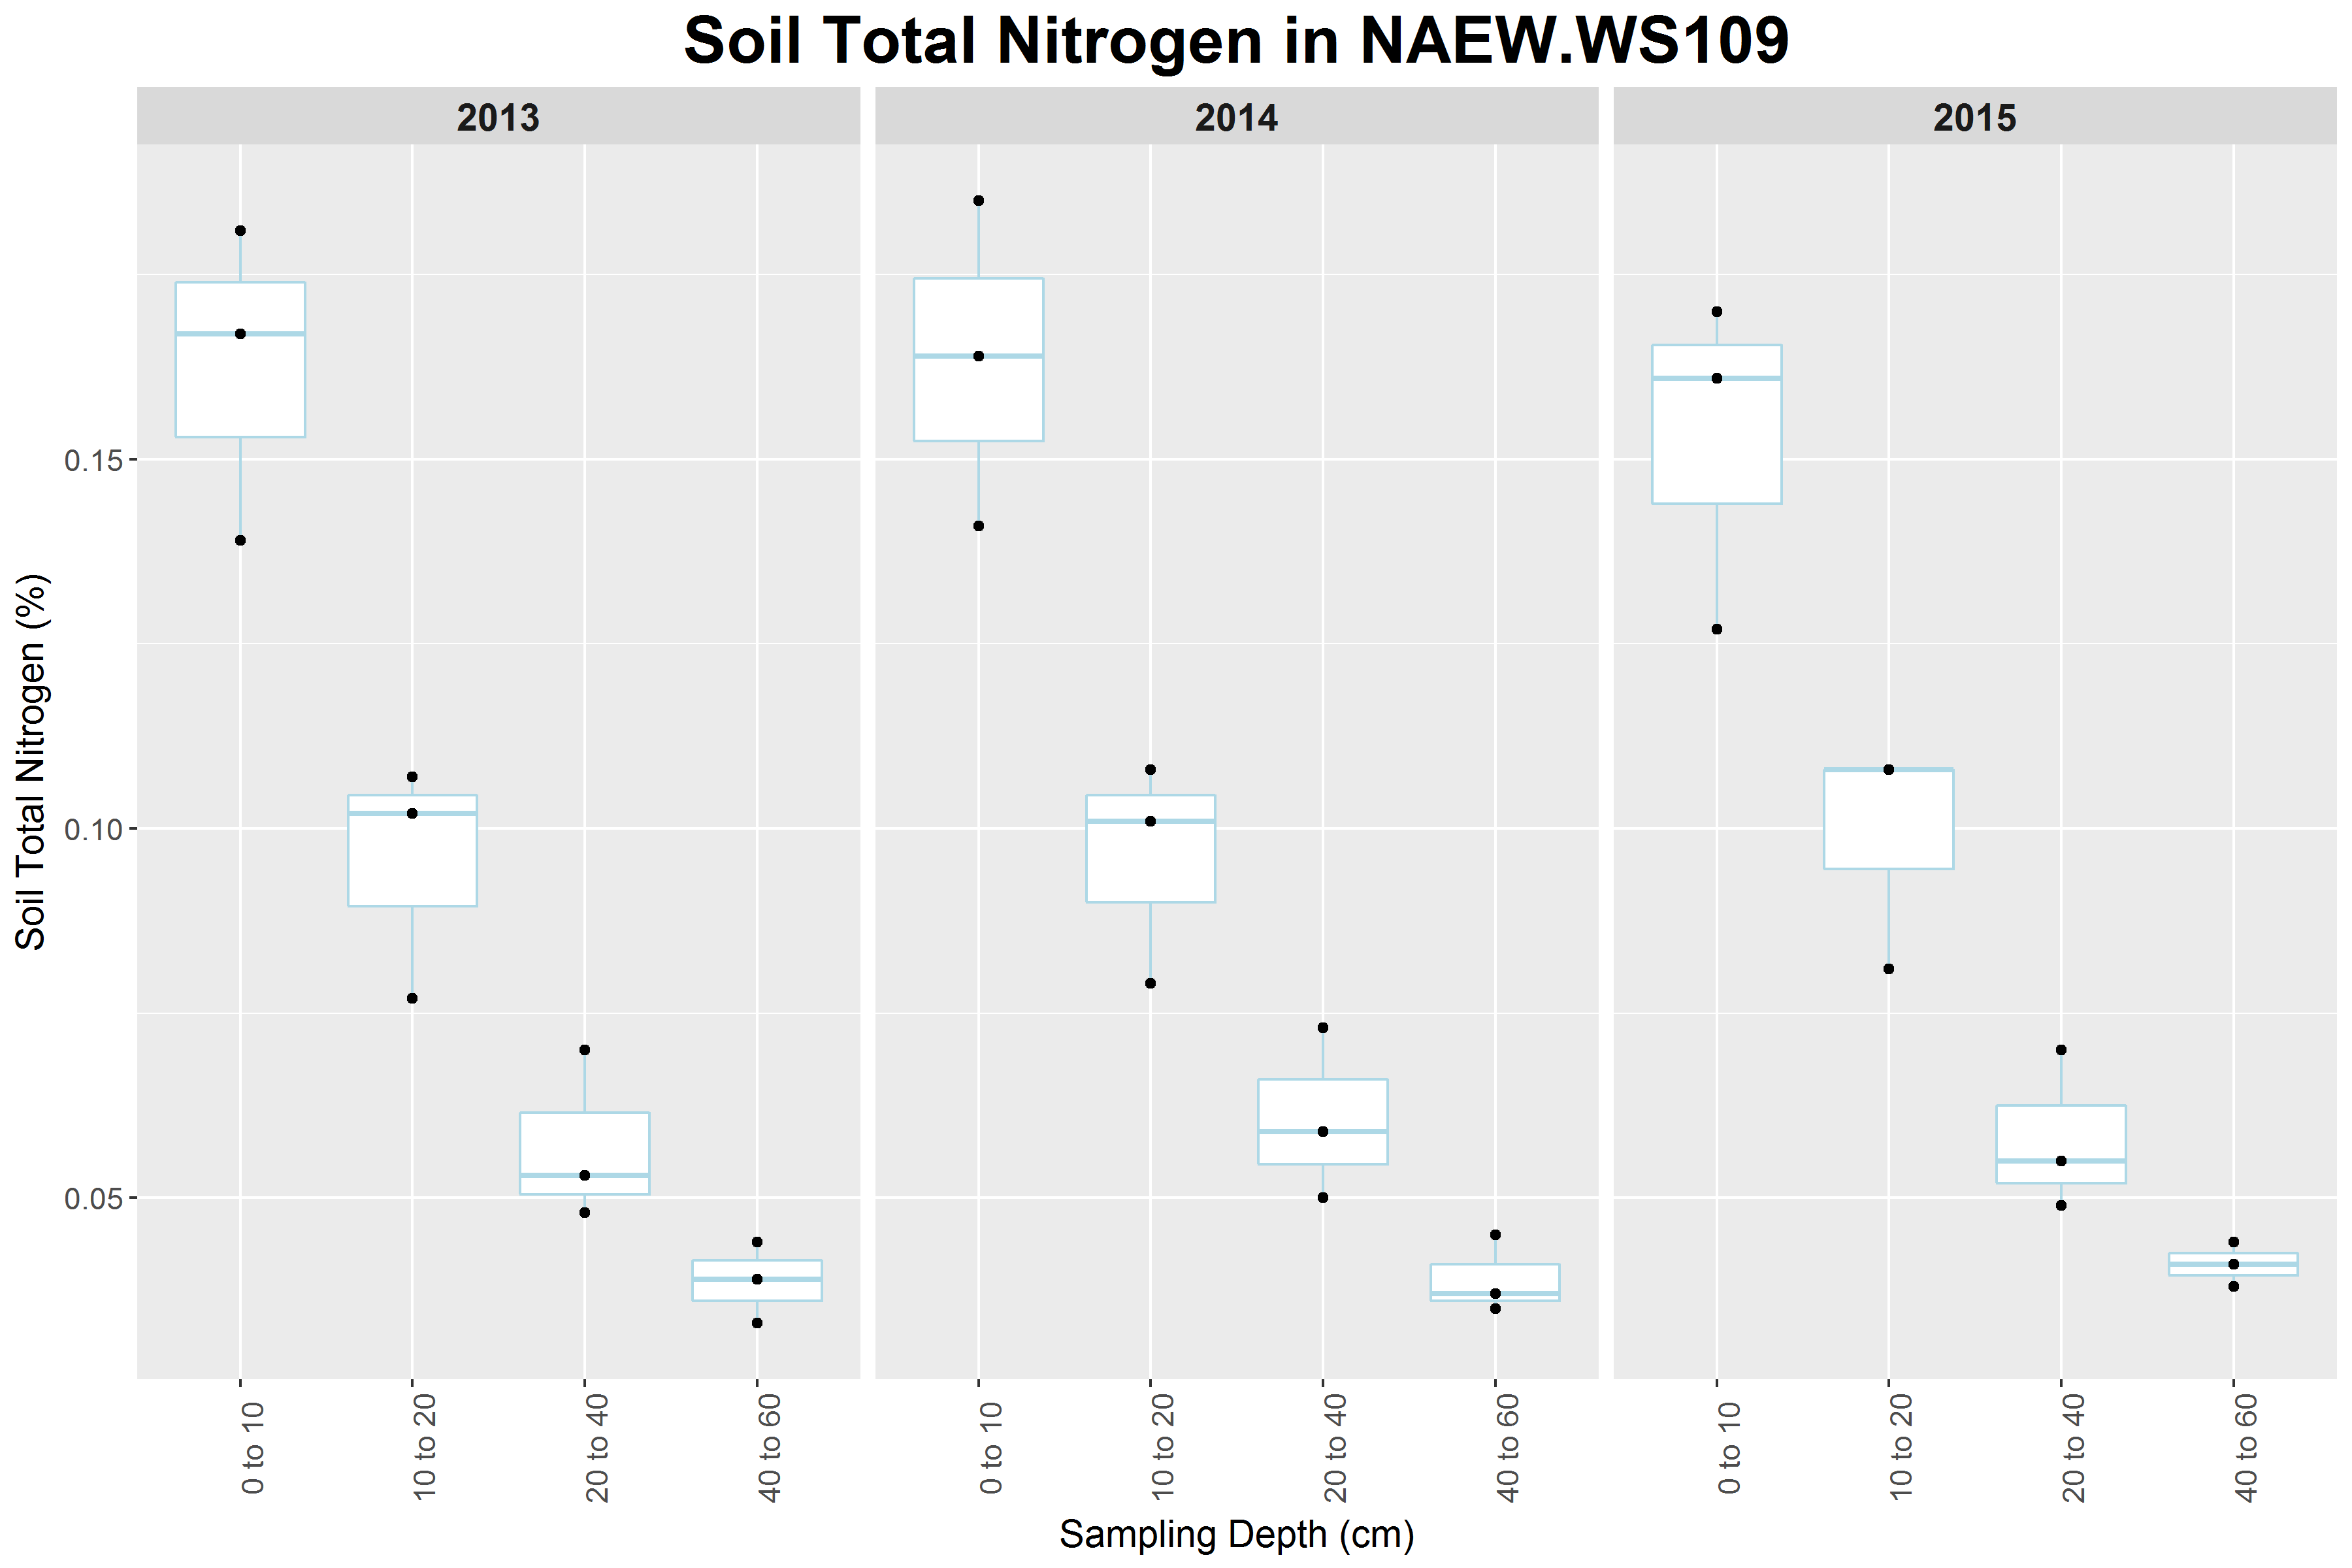 Soil Total Nitrogen in NAEW.WS109
2013
2014
2015
Soil Total Nitrogen (%)
0.15
0.10
0.05
0 to 10
10 to 20
20 to 40
40 to 60
0 to 10
10 to 20
20 to 40
40 to 60
0 to 10
10 to 20
20 to 40
40 to 60
Sampling Depth (cm)